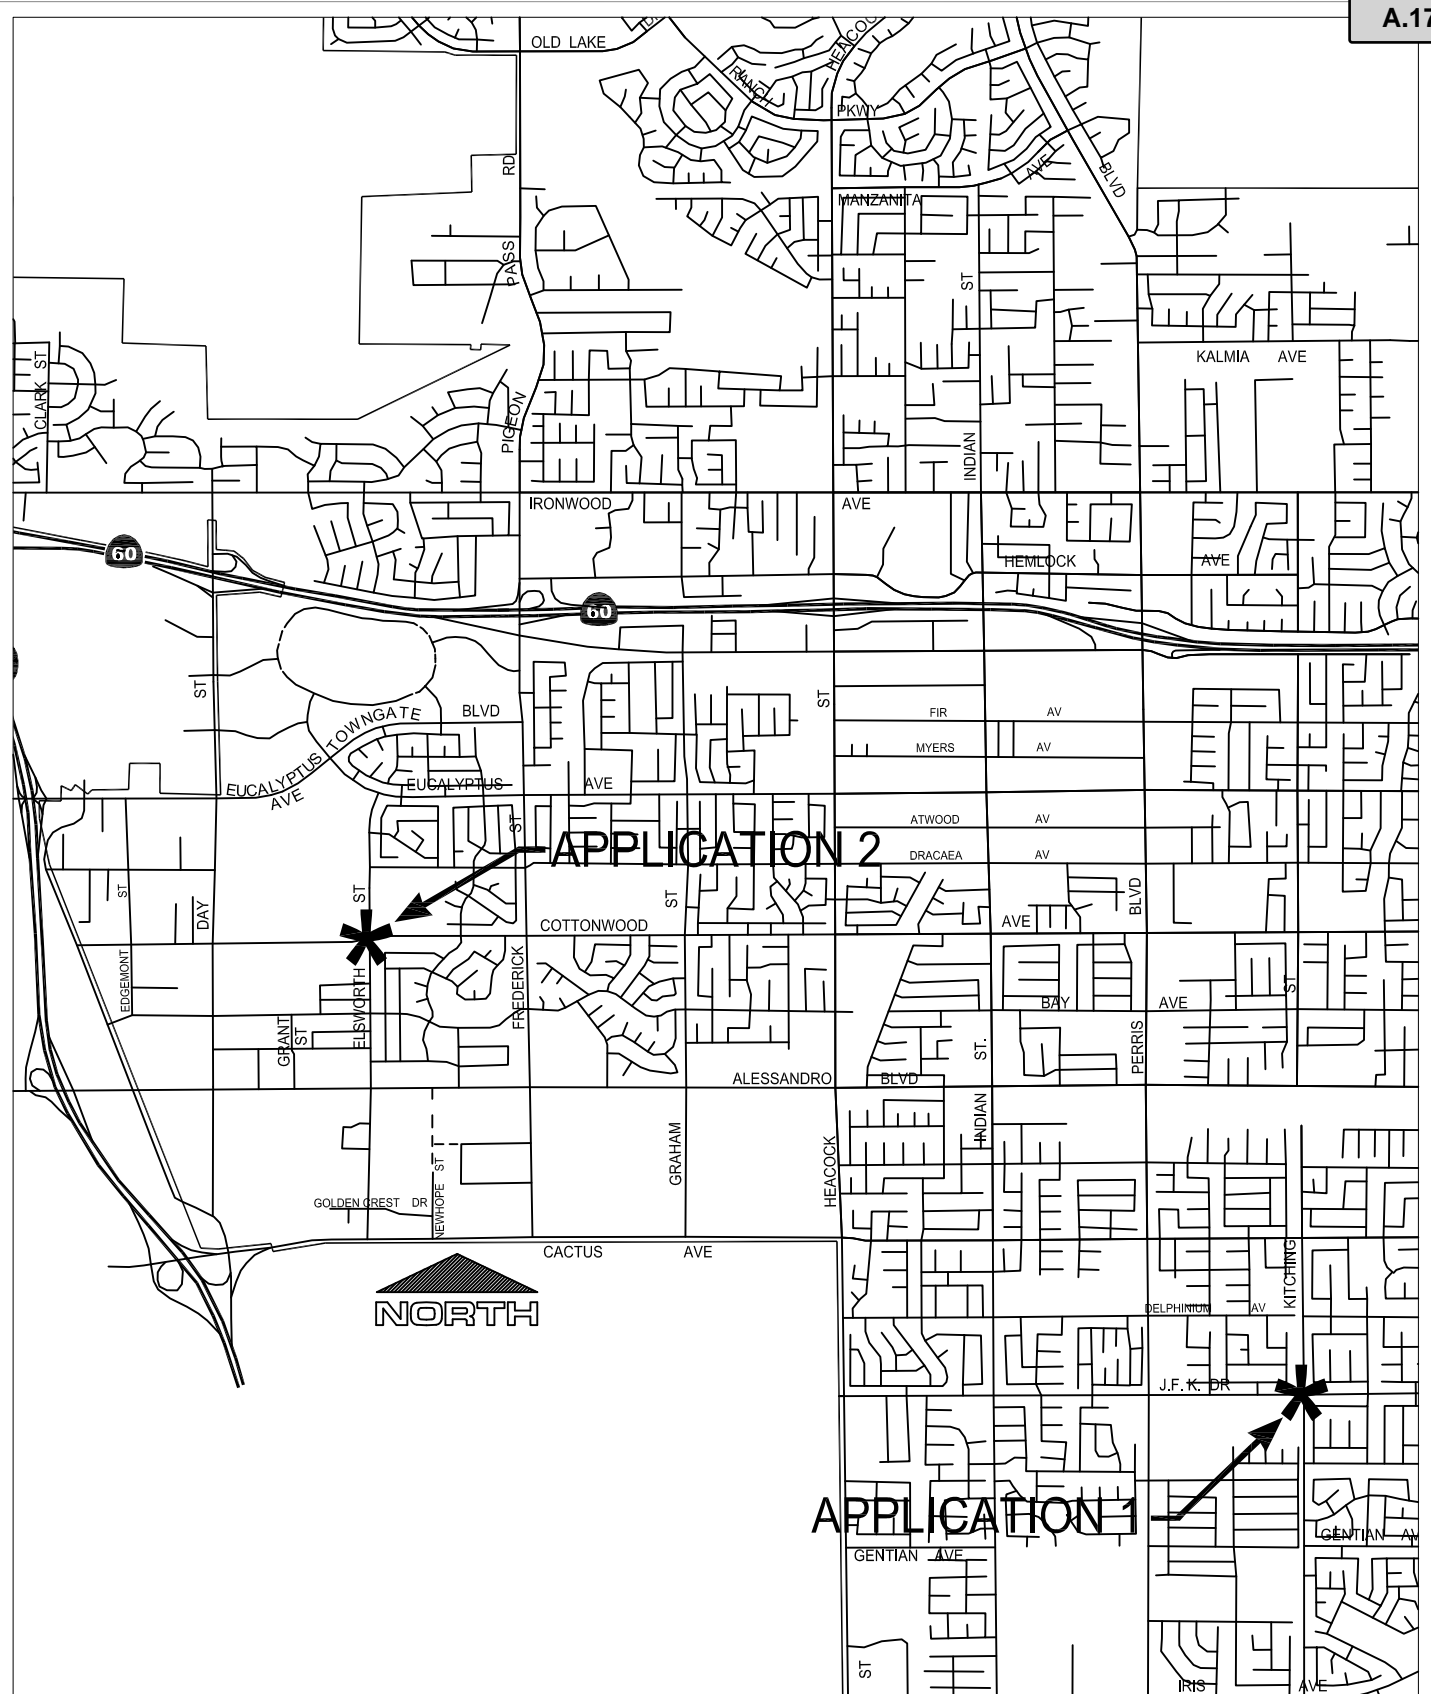 A.17
OLD LAKE
RANCH
HEACOCK
PKWY
RD
AVE
BLVD
MANZANITA
PASS
ST
KALMIA AVE
CLARK ST
PIGEON
INDIAN
IRONWOOD AVE
60
HEMLOCK AVE
60
ST
ST
TOWNGATE BLVD
FIR AV
MYERS AV
EUCALYPTUS AVE
EUCALYPTUS AVE
ST
ATWOOD AV
APPLICATION 2
DRACAEA AV
ST
ST
ST
BLVD
DAY
COTTONWOOD AVE
EDGEMONT
ELSWORTH
FREDERICK
ST
BAY AVE
GRANT ST
ST.
PERRIS
ALESSANDRO BLVD
INDIAN
GRAHAM
HEACOCK
NEWHOPE ST
GOLDEN CREST DR
CACTUS AVE
KITCHING
NORTH
DELPHINIUM AV
J.F.K. DR
APPLICATION 1
GENTIAN AV
GENTIAN AVE
ST
IRIS AVE